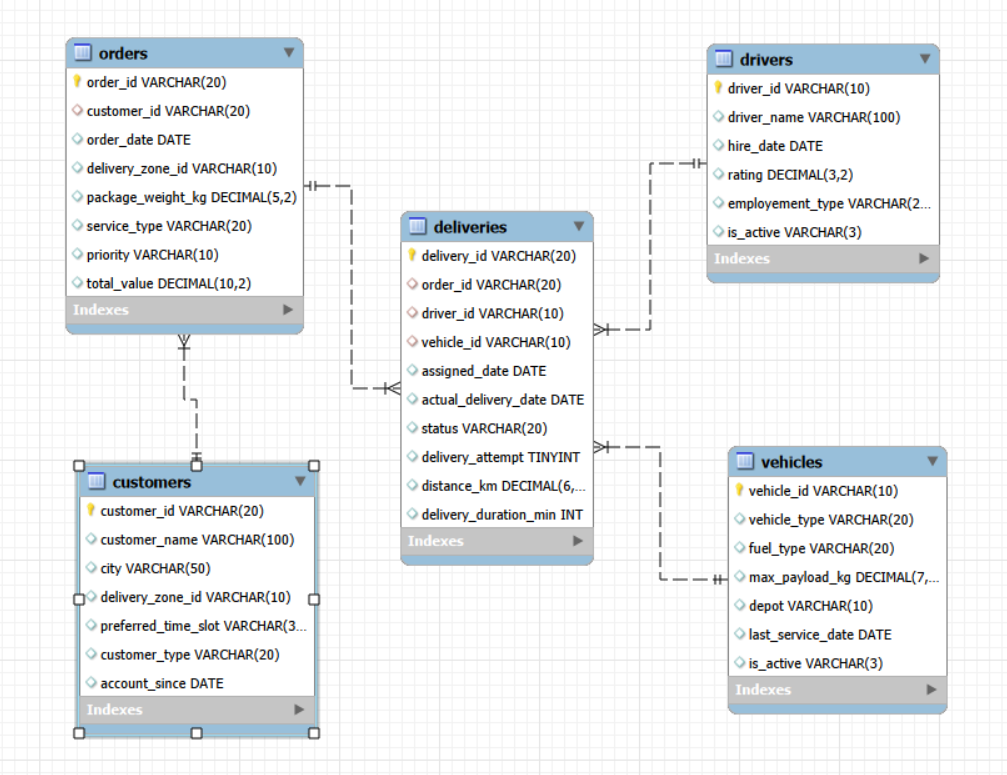 orders
order_id VARCHAR(20)
customer_id VARCHAR(20)
order_date DATE
delivery_zone_id VARCHAR(10)
package_weight_kg DECIMAL(5,2)
service_type VARCHAR(20)
priority VARCHAR(10)
total_value DECIMAL(10,2)
Indexes
customers
customer_id VARCHAR(20)
customer_name VARCHAR(100)
city VARCHAR(50)
delivery_zone_id VARCHAR(10)
preferred_time_slot VARCHAR(3...
customer_type VARCHAR(20)
account_since DATE
Indexes
deliveries
delivery_id VARCHAR(20)
order_id VARCHAR(20)
driver_id VARCHAR(10)
vehicle_id VARCHAR(10)
assigned_date DATE
actual_delivery_date DATE
status VARCHAR(20)
delivery_attempt TINYINT
distance_km DECIMAL(6,...
delivery_duration_min INT
Indexes
drivers
driver_id VARCHAR(10)
driver_name VARCHAR(100)
hire_date DATE
rating DECIMAL(3,2)
employement_type VARCHAR(2...
is_active VARCHAR(3)
Indexes
vehicles
vehicle_id VARCHAR(10)
vehicle_type VARCHAR(20)
fuel_type VARCHAR(20)
max_payload_kg DECIMAL(7,...
depot VARCHAR(10)
last_service_date DATE
is_active VARCHAR(3)
Indexes